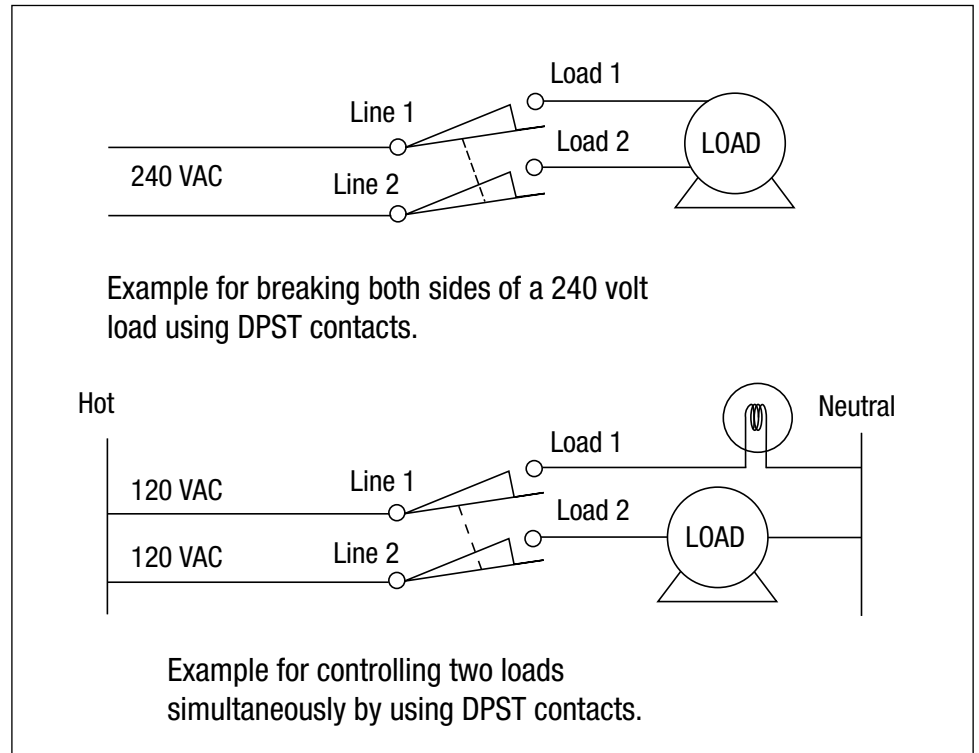 Load 1
Line 1
LOAD
Load 2
240 VAC
Line 2
Example for breaking both sides of a 240 volt
load using DPST contacts.
Hot
Neutral
Load 1
120 VAC
Line 1
Load 2
LOAD
120 VAC
Line 2
Example for controlling two loads
simultaneously by using DPST contacts.